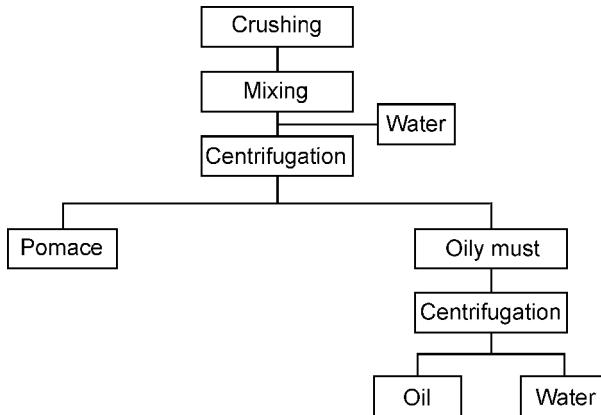 Crushing
Mixing
Water
Centrifugation
Pomace
Oily must
Centrifugation
Oil
Water